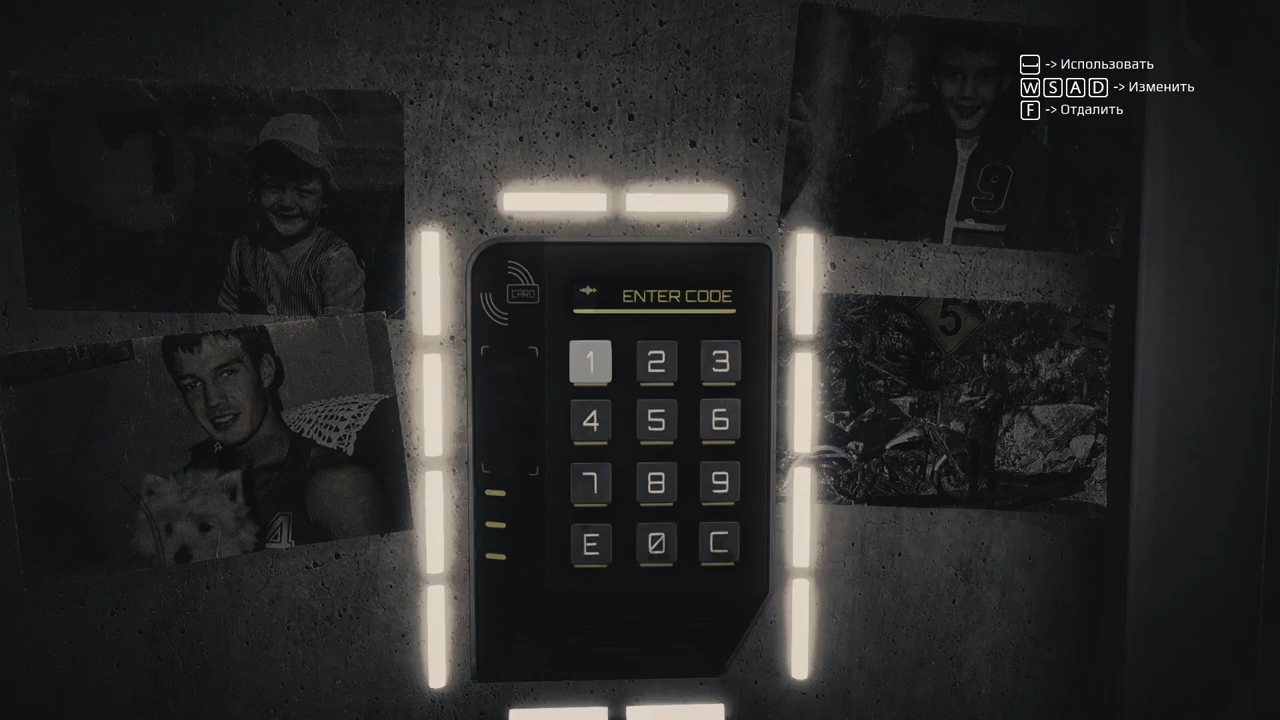 -> Использовать
W S A D -> Изменить
F -> Отдалить
9
CARD
ENTER CODE
5
1 2 3
4 5 6
7 8 9
E 0 C
4